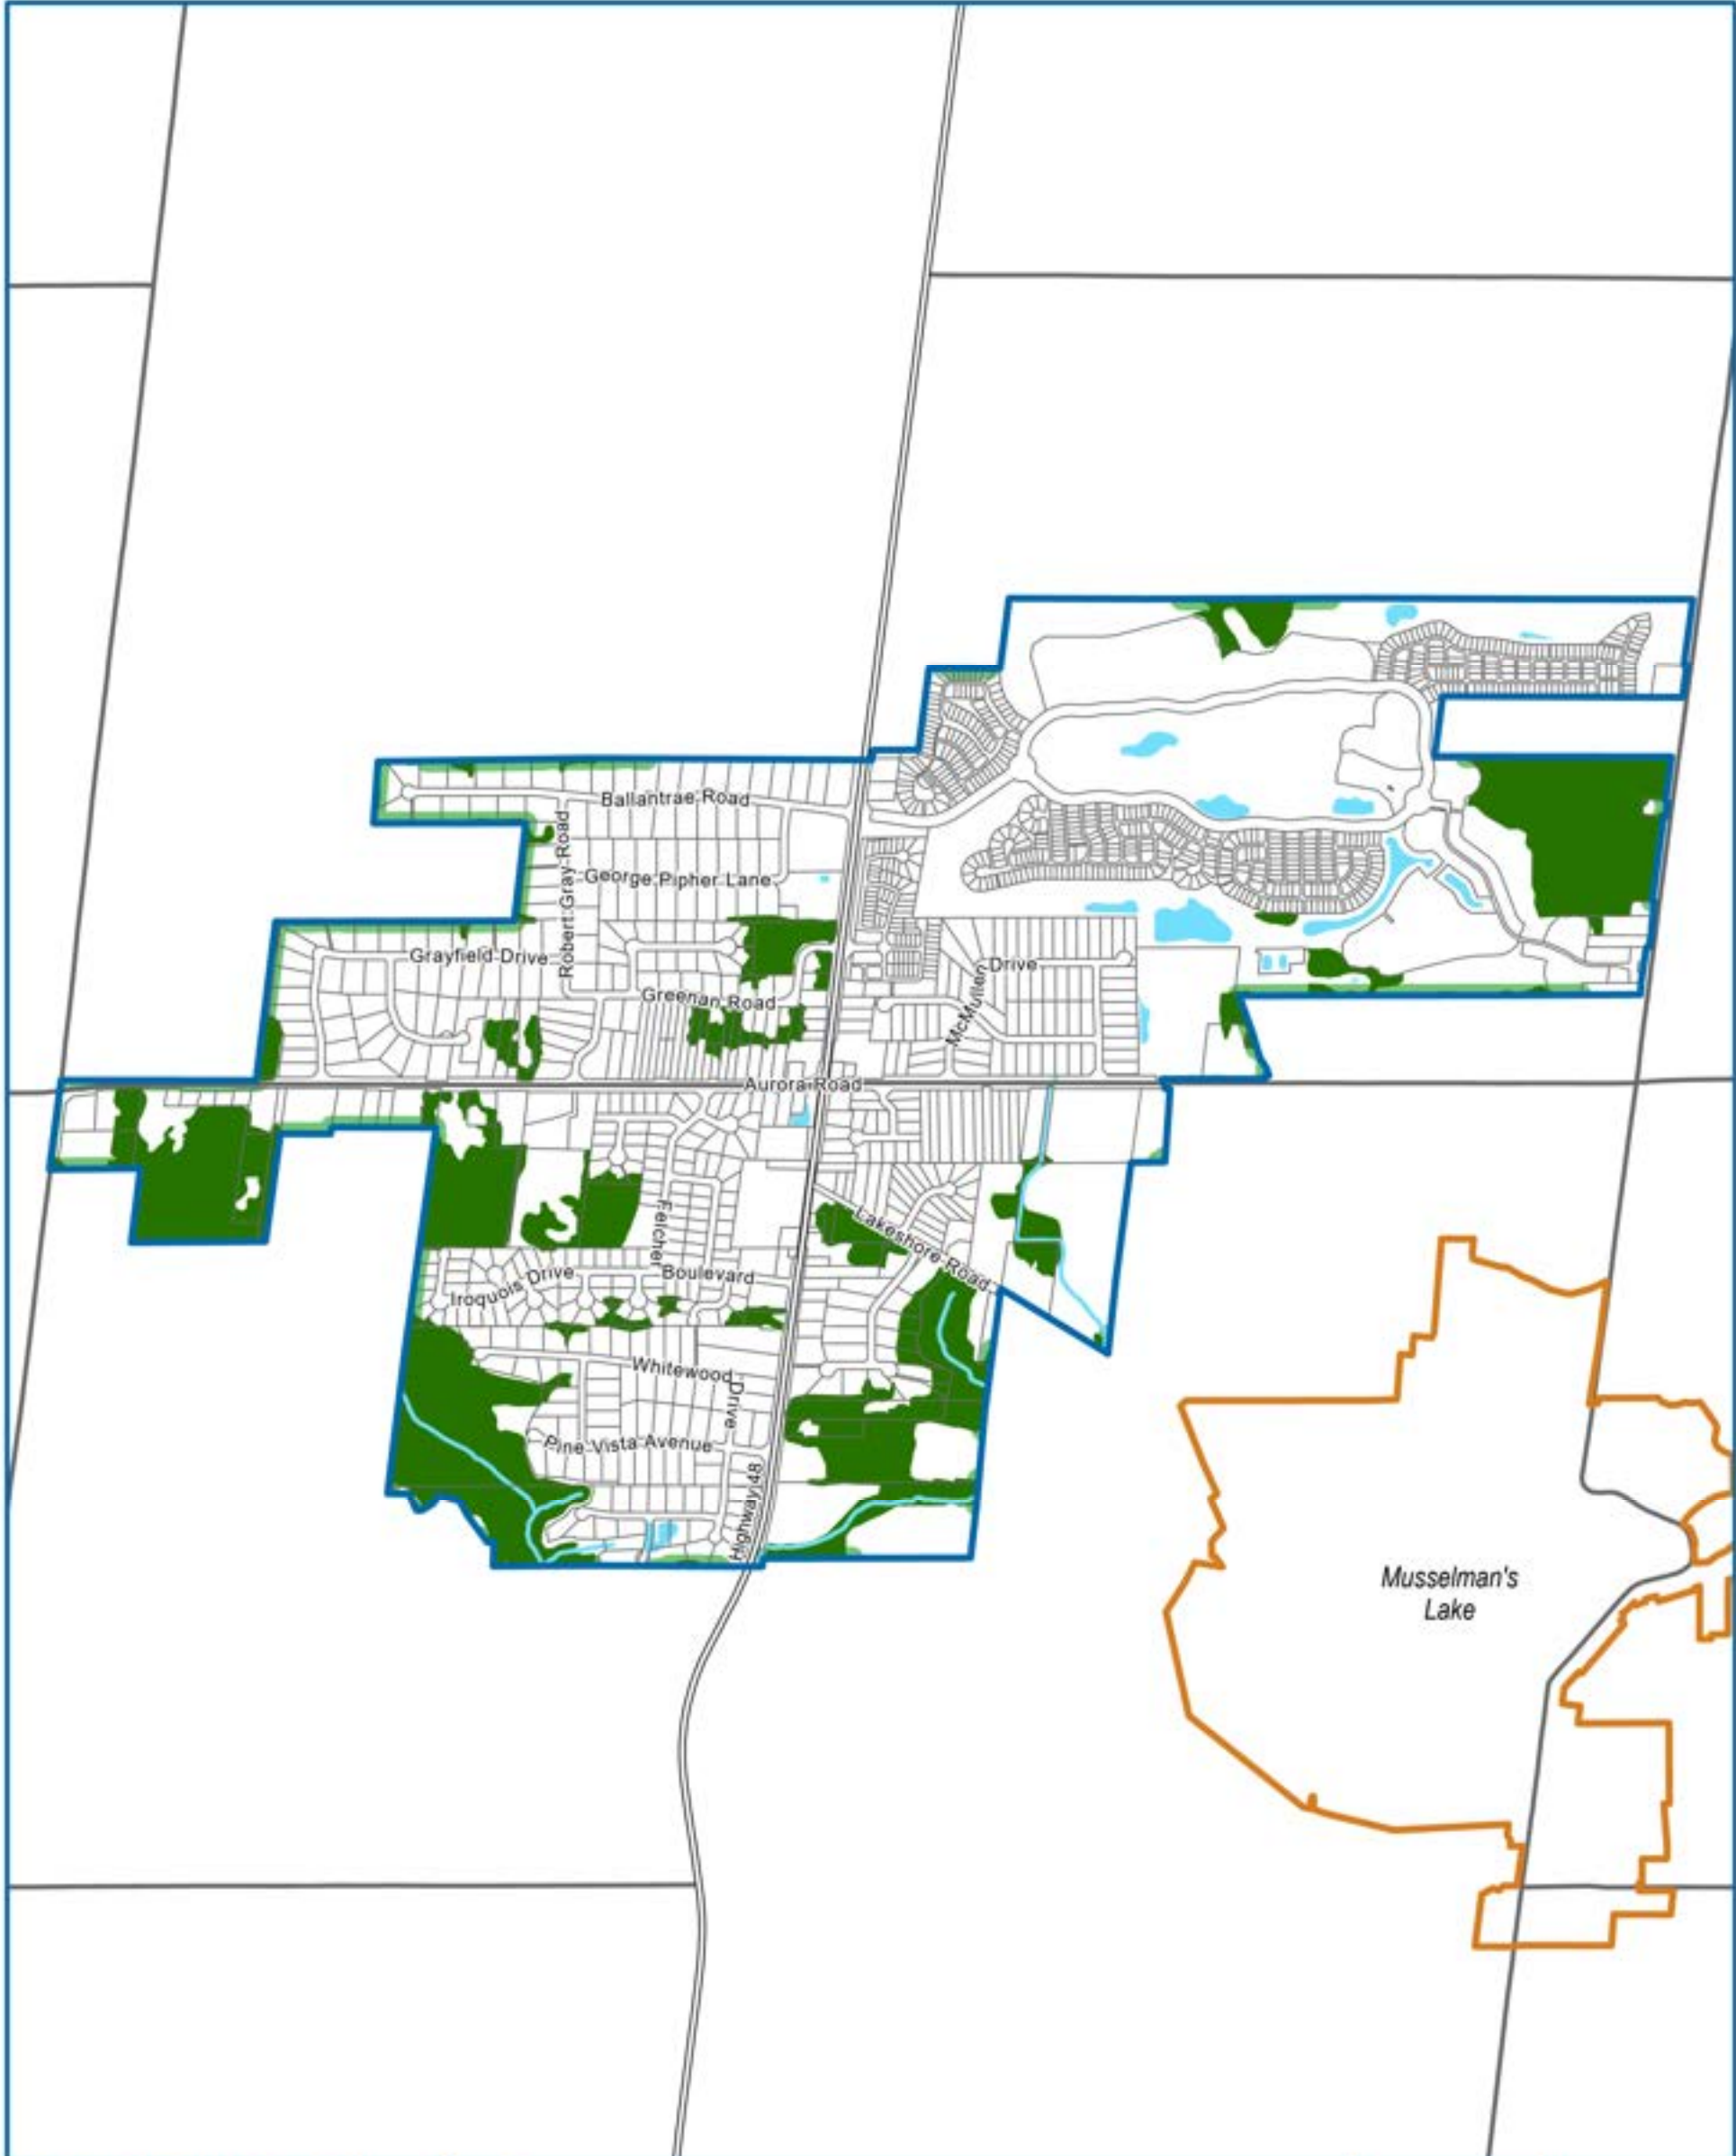 Ballantrae Road
Robert Gray Road
George Pipher Lane
Grayfield Drive
McMullen Drive
Greenan Road
Aurora Road
Felcher
Boulevard
Lakeshore Road
Iroquois Drive
Whitewood
Drive
Pine Vista Avenue
Highway 48
Musselman's
Lake